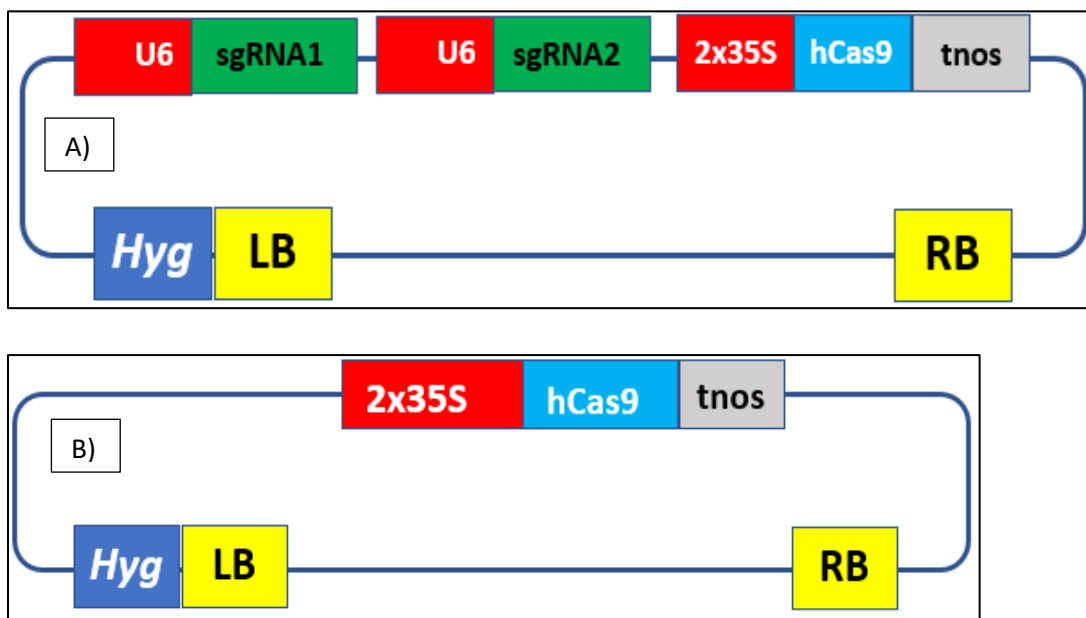 U6 sgRNA1 U6 sgRNA2 2x35S hCas9 tnos
A)
Hyg LB RB
2x35S hCas9 tnos
B)
Hyg LB RB